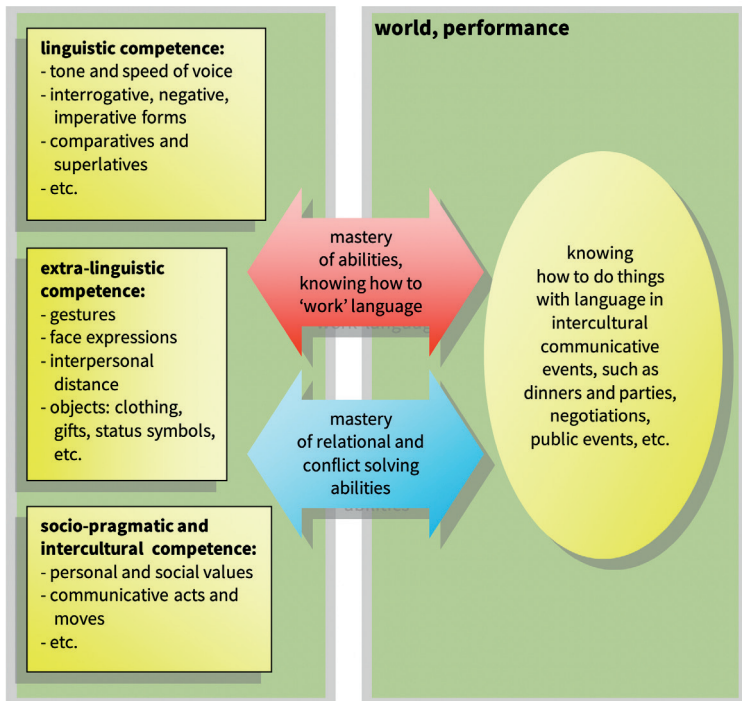 linguistic competence:
- tone and speed of voice
- interrogative, negative,
imperative forms
- comparatives and
superlatives
- etc.
extra-linguistic
competence:
- gestures
- face expressions
- interpersonal
distance
- objects: clothing,
gifts, status symbols,
etc.
socio-pragmatic and
intercultural competence:
- personal and social values
- communicative acts and
moves
- etc.
mastery
of abilities,
knowing how to
‘work’ language
mastery
of relational and
conflict solving
abilities
world, performance
knowing
how to do things
with language in
intercultural
communicative
events, such as
dinners and parties,
negotiations,
public events, etc.